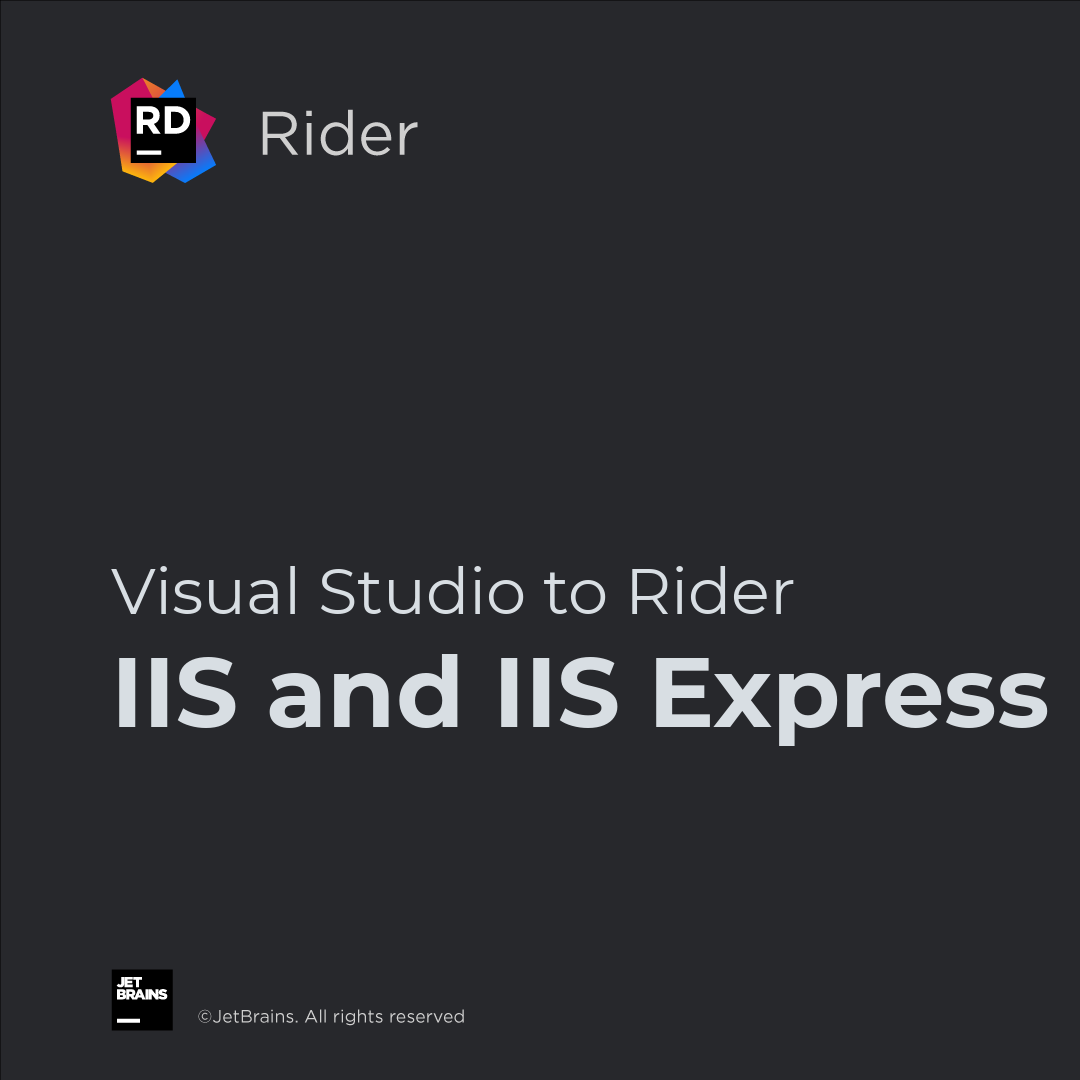 RD
Rider
Visual Studio to Rider
IIS and IIS Express
JET
BRAINS
©JetBrains. All rights reserved